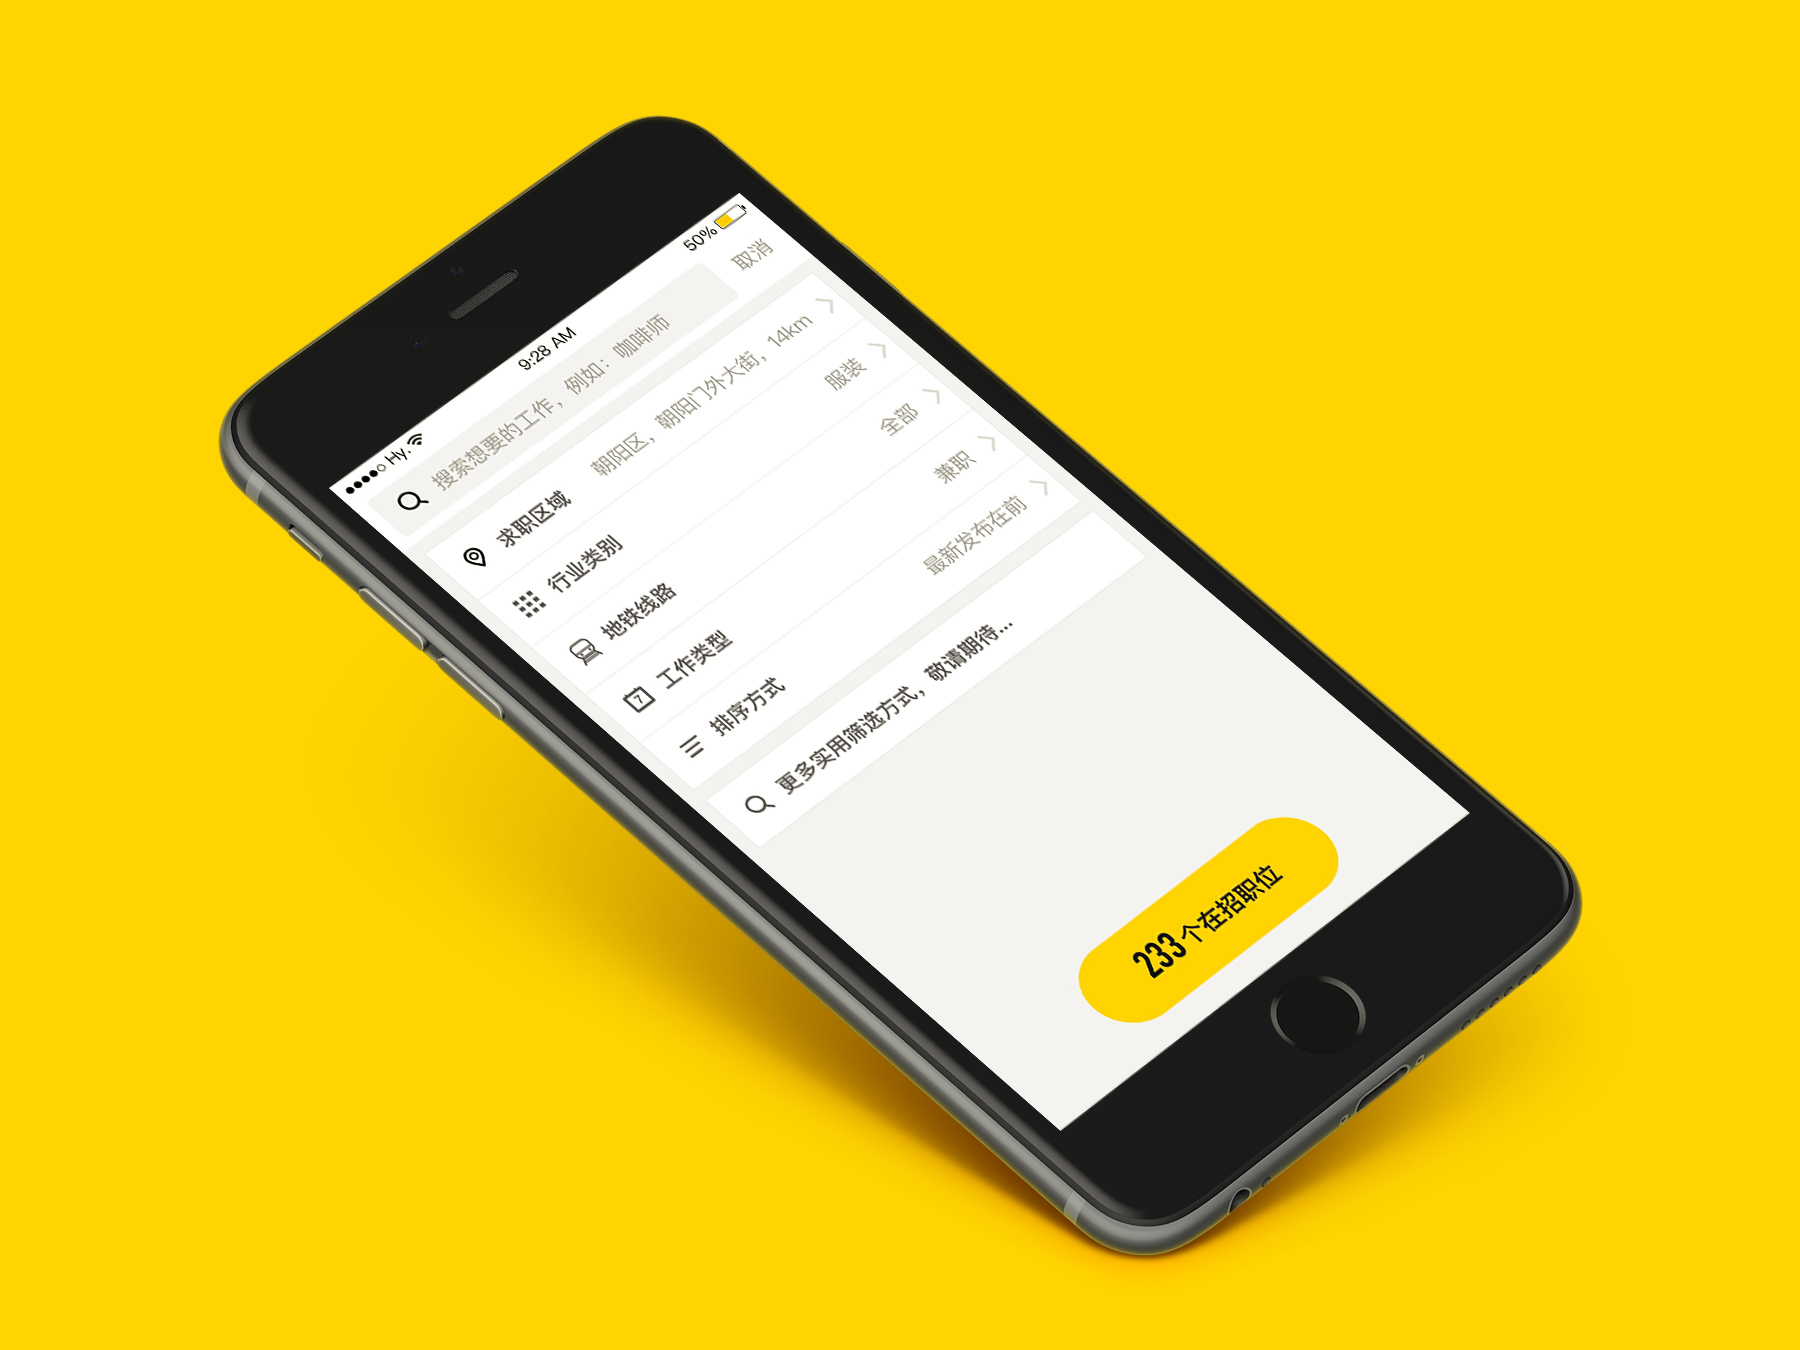 Hy. 9:28 AM 50%
搜索想要的工作，例如：咖啡师 取消
求职区域 朝阳区，朝阳门外大街，14km
行业类别 服装
地铁线路 全部
7 工作类型 兼职
排序方式 最新发布在前
更多实用筛选方式，敬请期待...
233 个在招职位